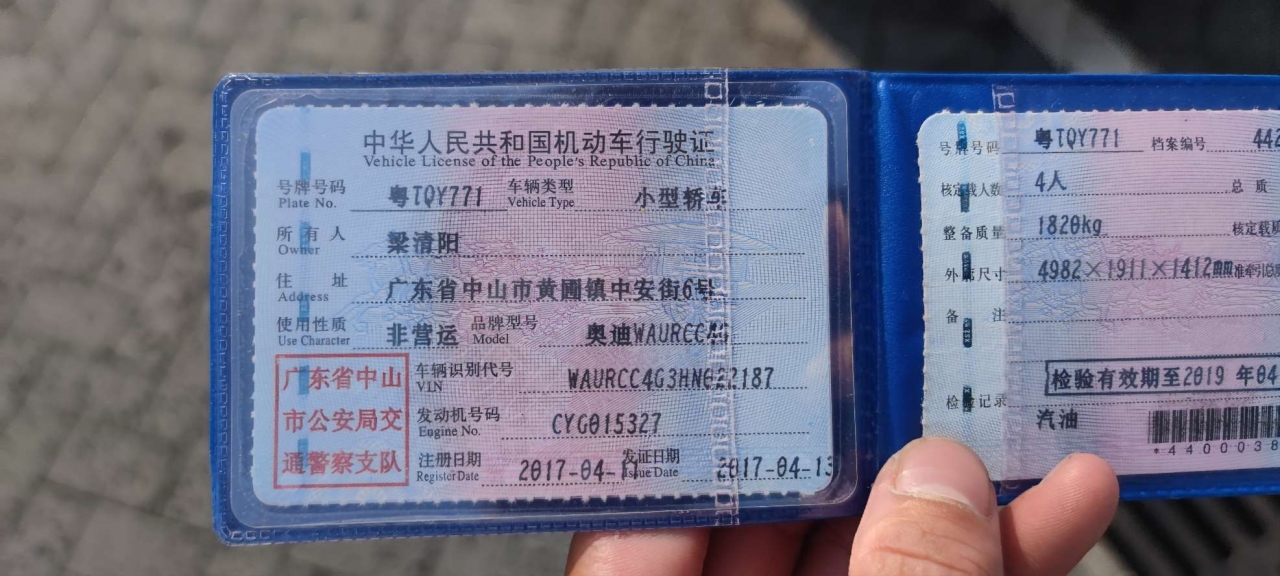 中华人民共和国机动车行驶证
Vehicle License of the People's Republic of China
号牌号码 粤TQY771 车辆类型 小型轿车
Plate No. Vehicle Type
所有人 梁清阳
Owner
住址 广东省中山市黄圃镇中安街6号
Address
使用性质 非营运 品牌型号 奥迪WAURCC4G
Use Character Model
广东省中山
市公安局交
通警察支队
车辆识别代号 WAURCC4G3HN022187
VIN
发动机号码 CYG015327
Engine No.
注册日期 2017-04-11 发证日期 2017-04-13
Register Date Issue Date
号牌号码 粤TQY771 档案编号 442
核定载人数 4人 总质
整备质量 1820kg 核定载质
外廓尺寸 4982×1911×1412mm 准牵引总
备注
检验有效期至2019年04
检验记录
汽油
*4400038